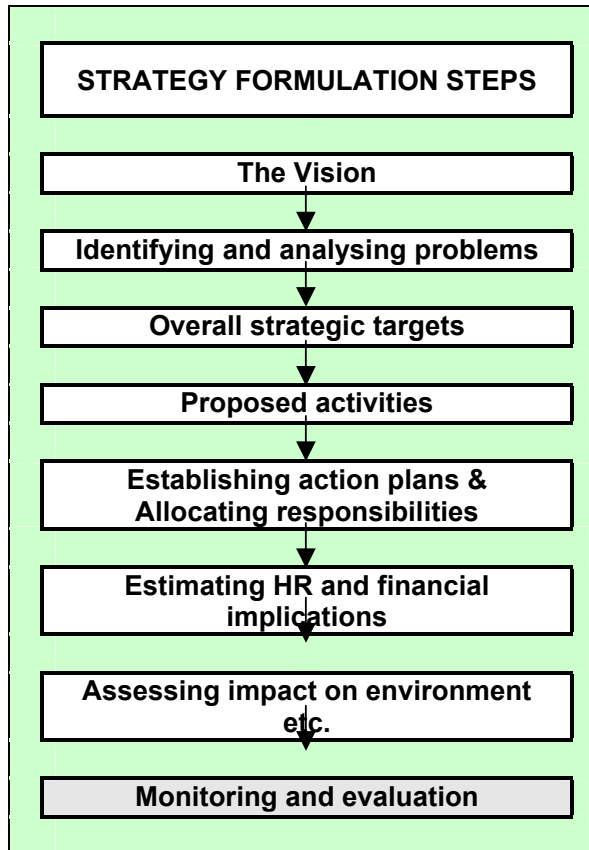 STRATEGY FORMULATION STEPS
The Vision
Identifying and analysing problems
Overall strategic targets
Proposed activities
Establishing action plans &
Allocating responsibilities
Estimating HR and financial
implications
Assessing impact on environment
etc.
Monitoring and evaluation